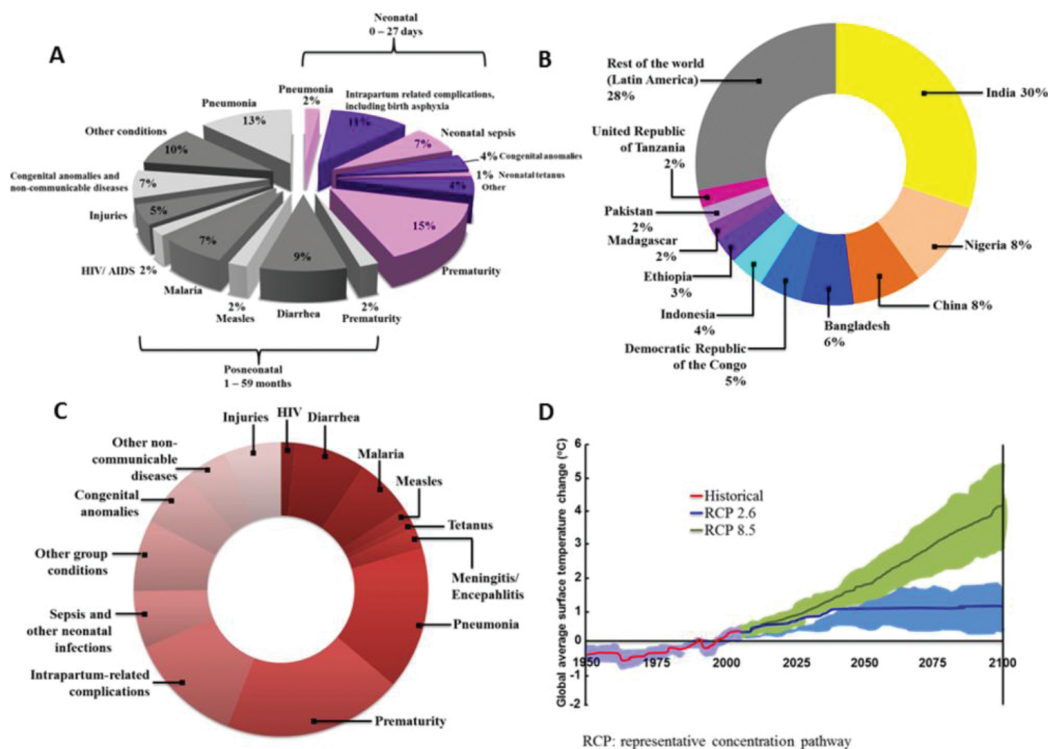 A
Neonatal
0 – 27 days
Pneumonia
2%
Intrapartum related complications,
including birth asphyxia
11%
Neonatal sepsis
7%
4% Congenital anomalies
1% Neonatal tetanus
4% Other
15%
Prematurity
Pneumonia
13%
Other conditions
10%
Congenital anomalies and
non-communicable diseases
7%
Injuries
5%
HIV/ AIDS 2%
7%
Malaria
2%
Measles
9%
Diarrhea
2%
Prematurity
Posneonatal
1 – 59 months
B
Rest of the world
(Latin America)
28%
India 30%
United Republic
of Tanzania
2%
Pakistan
2%
Madagascar
2%
Ethiopia
3%
Indonesia
4%
Democratic Republic
of the Congo
5%
Bangladesh
6%
China 8%
Nigeria 8%
C
Injuries
HIV
Diarrhea
Malaria
Measles
Tetanus
Meningitis/
Encepahlitis
Pneumonia
Prematurity
Other non-
communicable
diseases
Congenital
anomalies
Other group
conditions
Sepsis and
other neonatal
infections
Intrapartum-related
complications
D
Global average surface temperature change (°C)
6
5
4
3
2
1
0
-1
-2
Historical
RCP 2.6
RCP 8.5
1950
1975
2000
2025
2050
2075
2100
RCP: representative concentration pathway